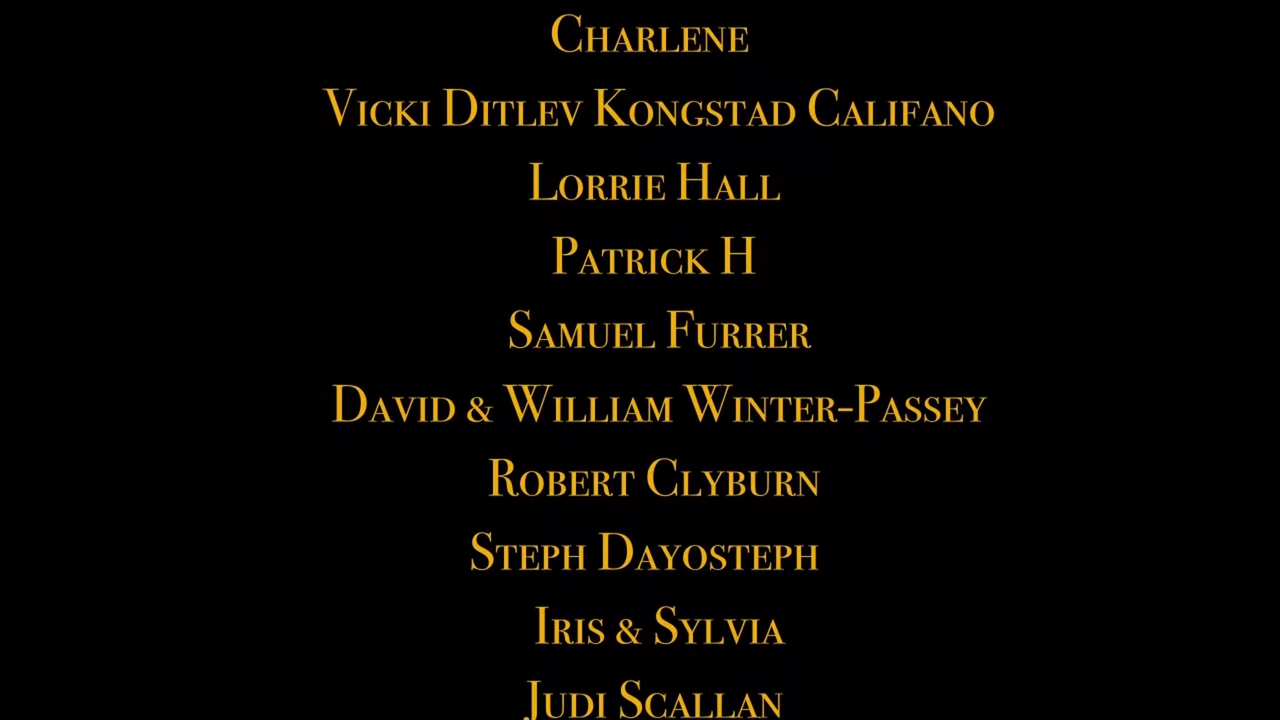 Charlene
Vicki Ditlev Kongstad Califano
Lorrie Hall
Patrick H
Samuel Furrer
David & William Winter-Passey
Robert Clyburn
Steph Dayosteph
Iris & Sylvia
Judi Scallan